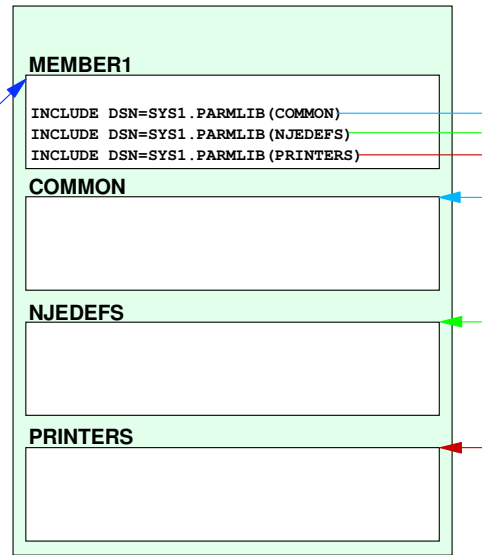 MEMBER1
INCLUDE DSN=SYS1.PARMLIB(COMMON)
INCLUDE DSN=SYS1.PARMLIB(NJEDEFS)
INCLUDE DSN=SYS1.PARMLIB(PRINTERS)
COMMON
NJEDEFS
PRINTERS